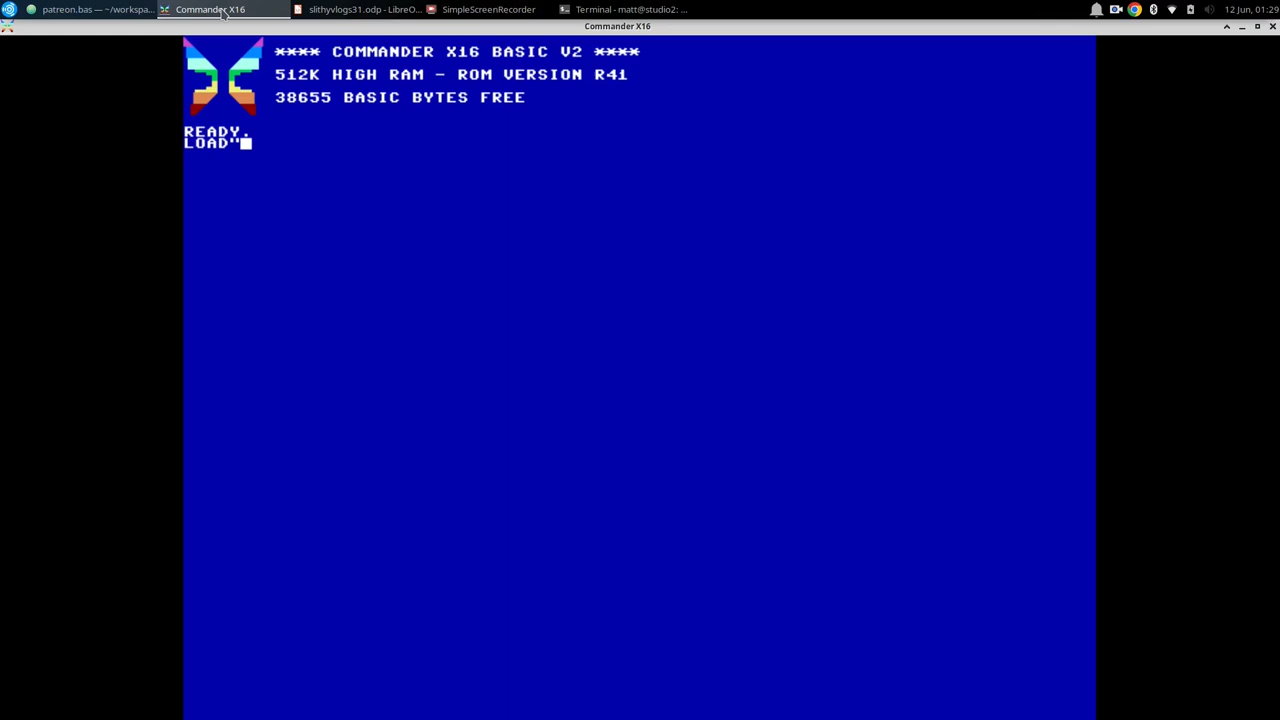 patreon.bas — ~/workspa...
Commander X16
slithyvlogs31.odp - LibreO...
SimpleScreenRecorder
Terminal - matt@studio2: ...
12 Jun, 01:29
Commander X16
**** COMMANDER X16 BASIC V2 ****
512K HIGH RAM - ROM VERSION R41
38655 BASIC BYTES FREE
READY.
LOAD"